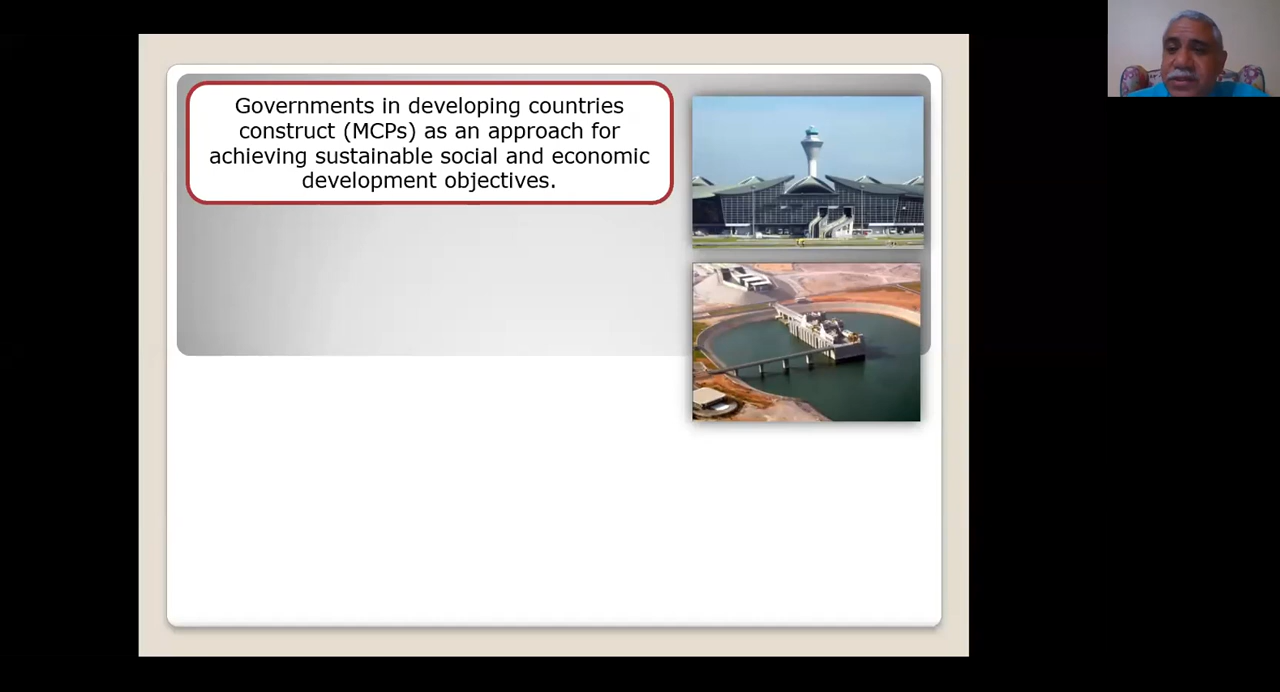 Governments in developing countries
construct (MCPs) as an approach for
achieving sustainable social and economic
development objectives.